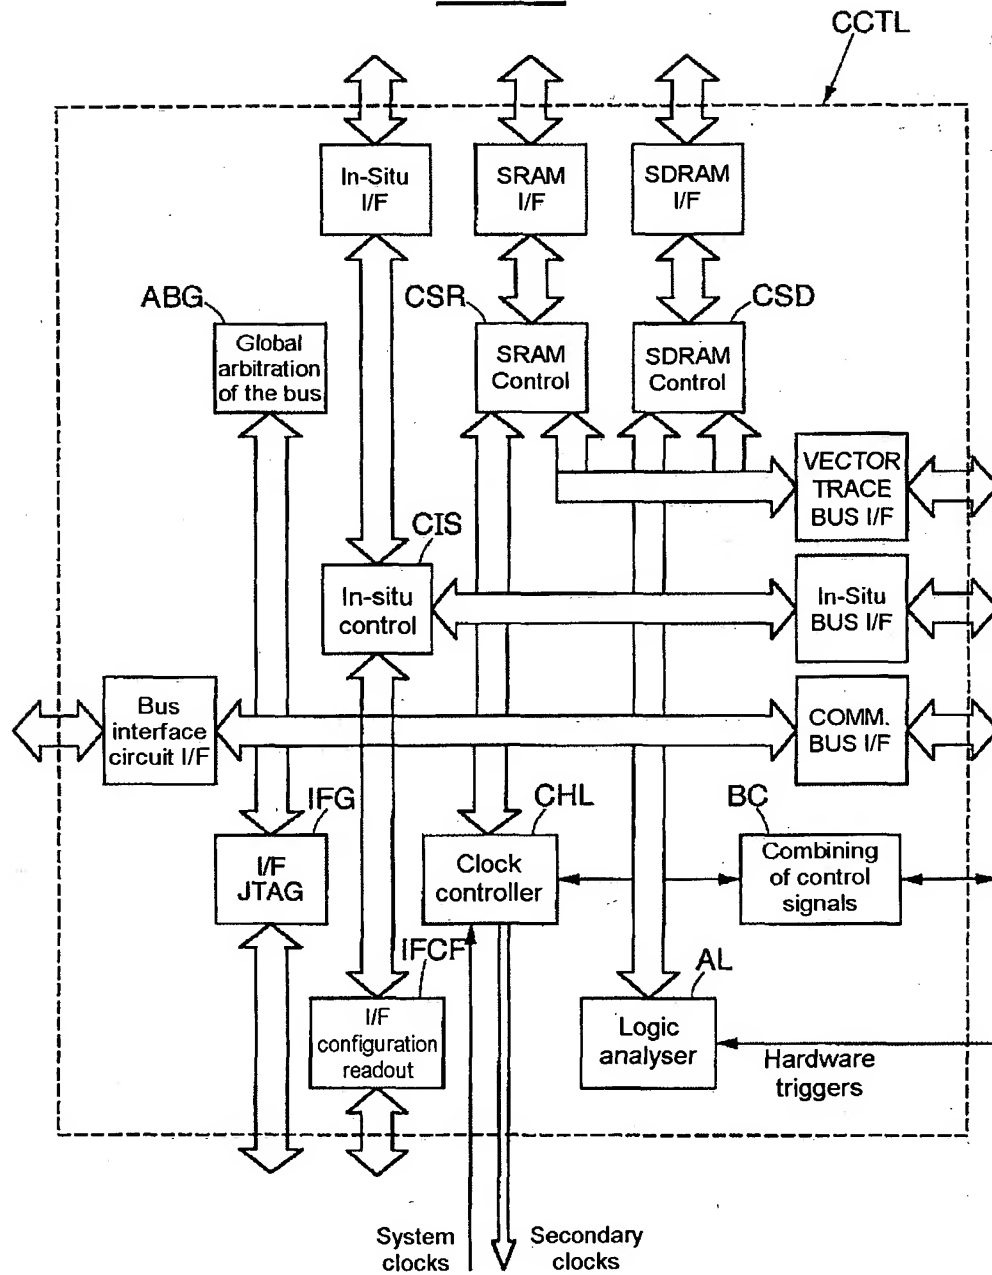 CCTL
In-Situ
I/F
SRAM
I/F
SDRAM
I/F
ABG
CSR
CSD
Global
arbitration
of the bus
SRAM
Control
SDRAM
Control
VECTOR
TRACE
BUS I/F
CIS
In-situ
control
In-Situ
BUS I/F
Bus
interface
circuit I/F
COMM.
BUS I/F
IFG
CHL
BC
I/F
JTAG
Clock
controller
Combining
of control
signals
IFCF
AL
I/F
configuration
readout
Logic
analyser
Hardware
triggers
System
clocks
Secondary
clocks